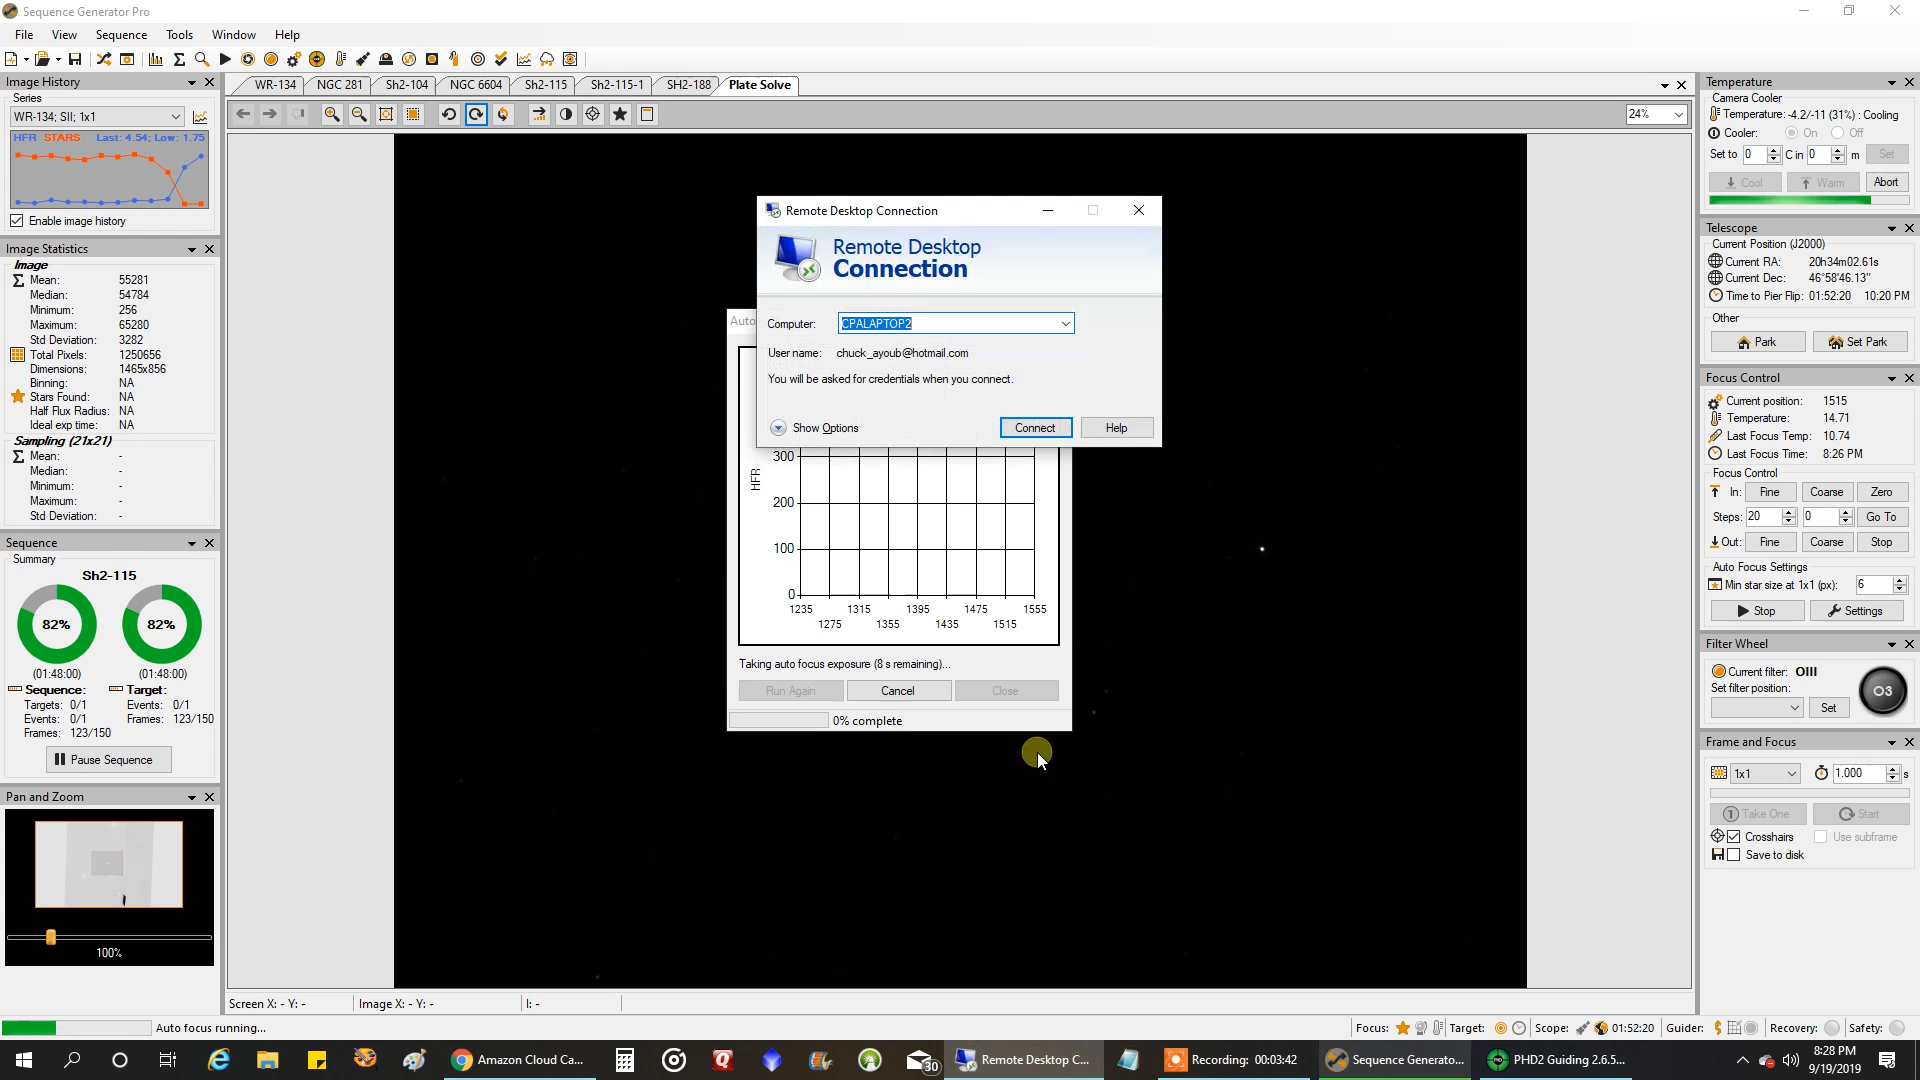 Sequence Generator Pro
File View Sequence Tools Window Help
Image History
Series
WR-134; SII; 1x1
HFR STARS Last: 4.54; Low: 1.75
Enable image history
Image Statistics
Image
Mean: 55281
Median: 54784
Minimum: 256
Maximum: 65280
Std Deviation: 3282
Total Pixels: 1250656
Dimensions: 1465x856
Binning: NA
Stars Found: NA
Half Flux Radius: NA
Ideal exp time: NA
Sampling (21x21)
Mean: -
Median: -
Minimum: -
Maximum: -
Std Deviation: -
Sequence
Summary
Sh2-115
82% 82%
(01:48:00) (01:48:00)
Sequence: Target:
Targets: 0/1 Events: 0/1
Events: 0/1 Frames: 123/150
Frames: 123/150
Pause Sequence
Pan and Zoom
100%
WR-134 NGC 281 Sh2-104 NGC 6604 Sh2-115 Sh2-115-1 SH2-188 Plate Solve
24%
Remote Desktop Connection
Remote Desktop
Connection
Computer: CPALAPTOP2
User name: chuck_ayoub@hotmail.com
You will be asked for credentials when you connect.
Show Options Connect Help
Auto
HFR
300
200
100
0
1235 1315 1395 1475 1555
1275 1355 1435 1515
Taking auto focus exposure (8 s remaining)...
Run Again Cancel Close
0% complete
Screen X: - Y: - Image X: - Y: - I: -
Temperature
Camera Cooler
Temperature: -4.2/-11 (31%) : Cooling
Cooler: On Off
Set to 0 C in 0 m Set
Cool Warm Abort
Telescope
Current Position (J2000)
Current RA: 20h34m02.61s
Current Dec: 46°58'46.13"
Time to Pier Flip: 01:52:20 10:20 PM
Other
Park Set Park
Focus Control
Current position: 1515
Temperature: 14.71
Last Focus Temp: 10.74
Last Focus Time: 8:26 PM
Focus Control
In: Fine Coarse Zero
Steps: 20 0 Go To
Out: Fine Coarse Stop
Auto Focus Settings
Min star size at 1x1 (px): 6
Stop Settings
Filter Wheel
Current filter: OIII
Set filter position:
Set
O3
Frame and Focus
1x1 1.000 s
Take One Start
Crosshairs Use subframe
Save to disk
Auto focus running...
Focus: Target: Scope: 01:52:20 Guider: Recovery: Safety:
Amazon Cloud Ca... 30 Remote Desktop C... Recording: 00:03:42 Sequence Generato... PHD2 Guiding 2.6.5...
8:28 PM
9/19/2019